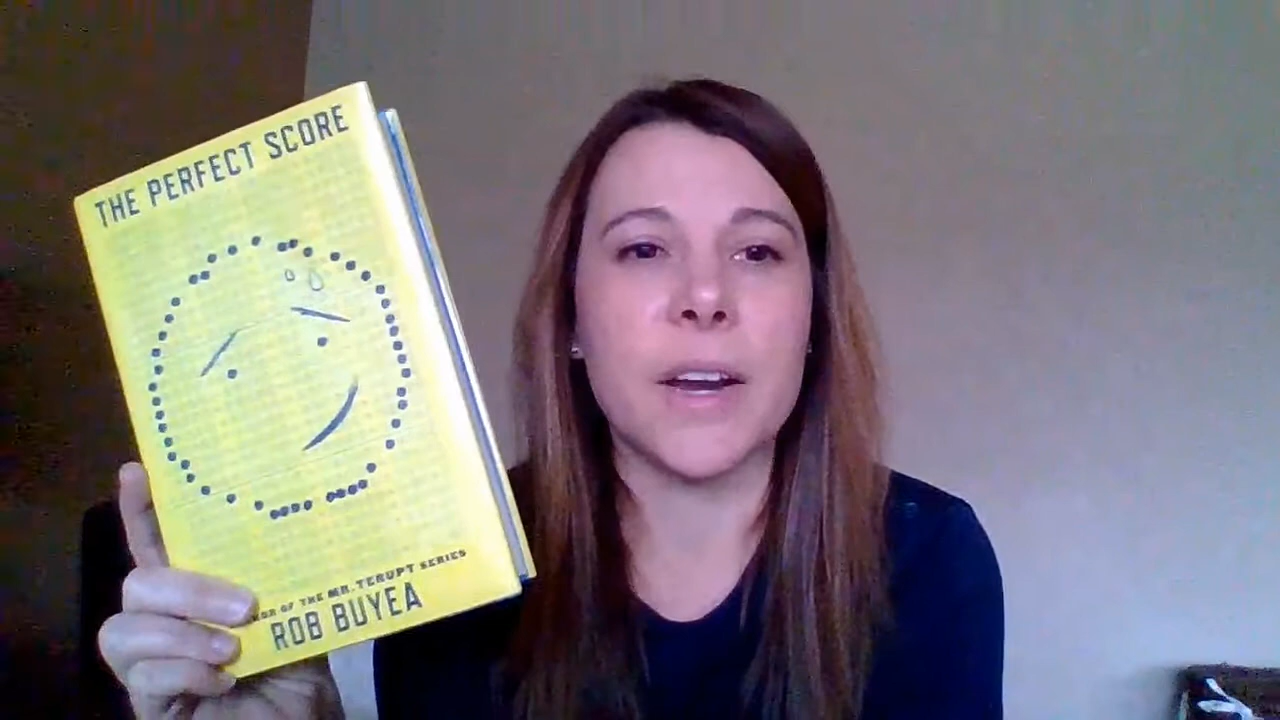 THE PERFECT SCORE
OF THE MR. TERUPT SERIES
ROB BUYEA